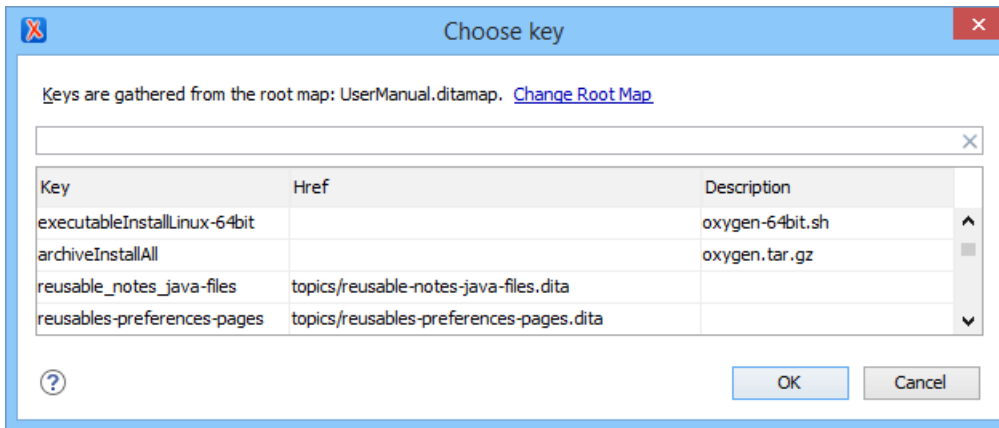 Choose key
Keys are gathered from the root map: UserManual.ditamap. Change Root Map
Key Href Description
executableInstallLinux-64bit oxygen-64bit.sh
archiveInstallAll oxygen.tar.gz
reusable_notes_java-files topics/reusable-notes-java-files.dita
reusables-preferences-pages topics/reusables-preferences-pages.dita
OK Cancel